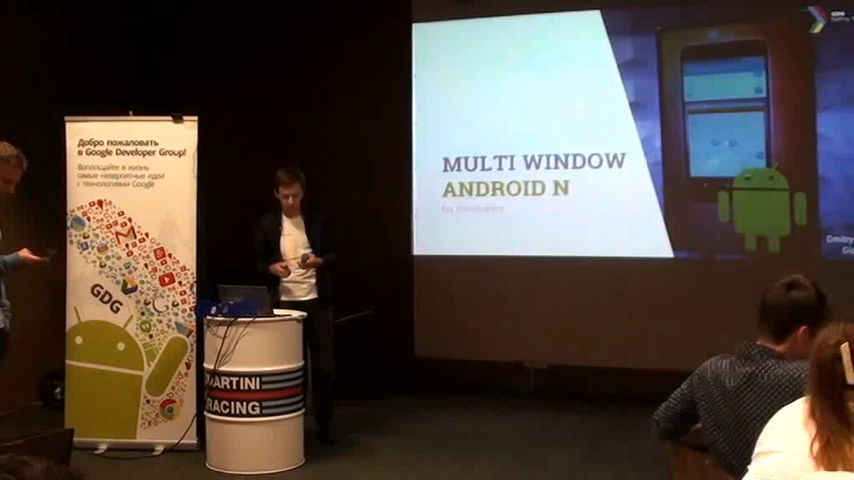 Добро пожаловать
в Google Developer Group!
Воплощайте в жизнь
самые невероятные идеи
с технологиями Google
GDG
MARTINI
RACING
MULTI WINDOW
ANDROID N
for developers
Dmitriy